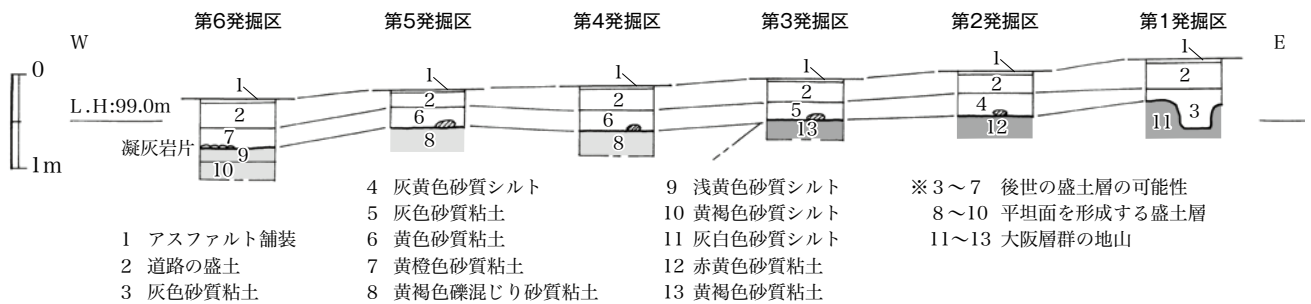 第6発掘区 第5発掘区 第4発掘区 第3発掘区 第2発掘区 第1発掘区
W E
0
L.H:99.0m
1m
凝灰岩片
1 2 7 9 10
1 2 6 8
1 2 6 8
1 2 5 13
1 2 4 12
1 2 3 11
1 アスファルト舗装
2 道路の盛土
3 灰色砂質粘土
4 灰黄色砂質シルト
5 灰色砂質粘土
6 黄色砂質粘土
7 黄橙色砂質粘土
8 黄褐色礫混じり砂質粘土
9 浅黄色砂質シルト
10 黄褐色砂質シルト
11 灰白色砂質シルト
12 赤黄色砂質粘土
13 黄褐色砂質粘土
※3~7 後世の盛土層の可能性
8~10 平坦面を形成する盛土層
11~13 大阪層群の地山